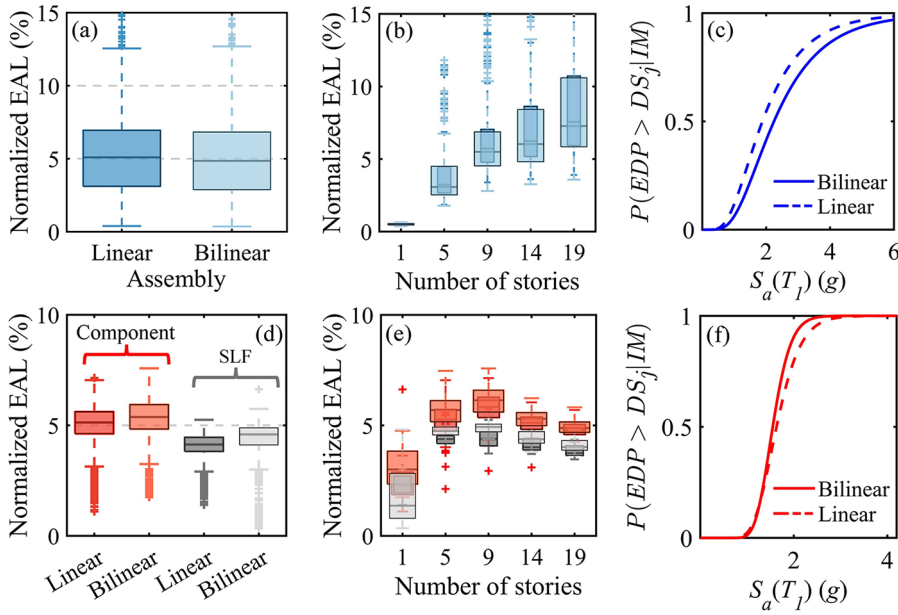 (a)
Normalized EAL (%)
15
10
5
0
Linear Bilinear
Assembly
(b)
Normalized EAL (%)
15
10
5
0
1 5 9 14 19
Number of stories
(c)
P(EDP > DS_j|IM)
1
0.5
0
Bilinear
Linear
2 4 6
S_a(T_1) (g)
(d)
Normalized EAL (%)
10
5
0
Component
SLF
Linear Bilinear Linear Bilinear
(e)
Normalized EAL (%)
10
5
0
1 5 9 14 19
Number of stories
(f)
P(EDP > DS_j|IM)
1
0.5
0
Bilinear
Linear
2 4
S_a(T_1) (g)